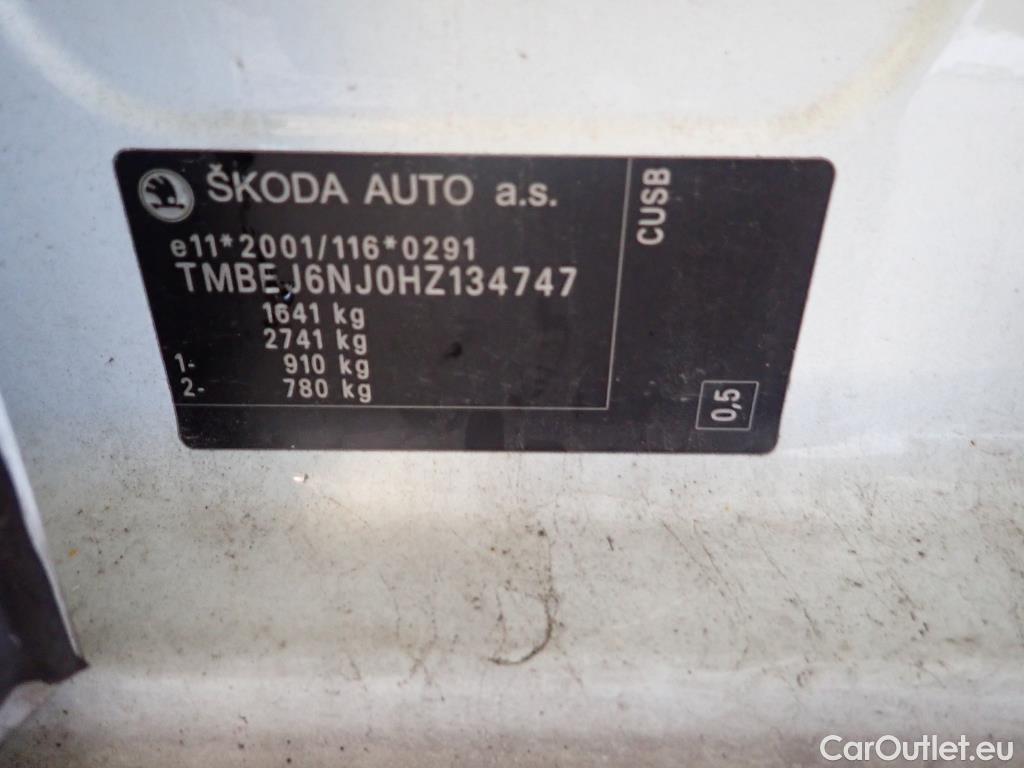 ŠKODA AUTO a.s.
e11*2001/116*0291
TMBEJ6NJ0HZ134747
1641 kg
2741 kg
1- 910 kg
2- 780 kg
CUSB
0,5
CarOutlet.eu